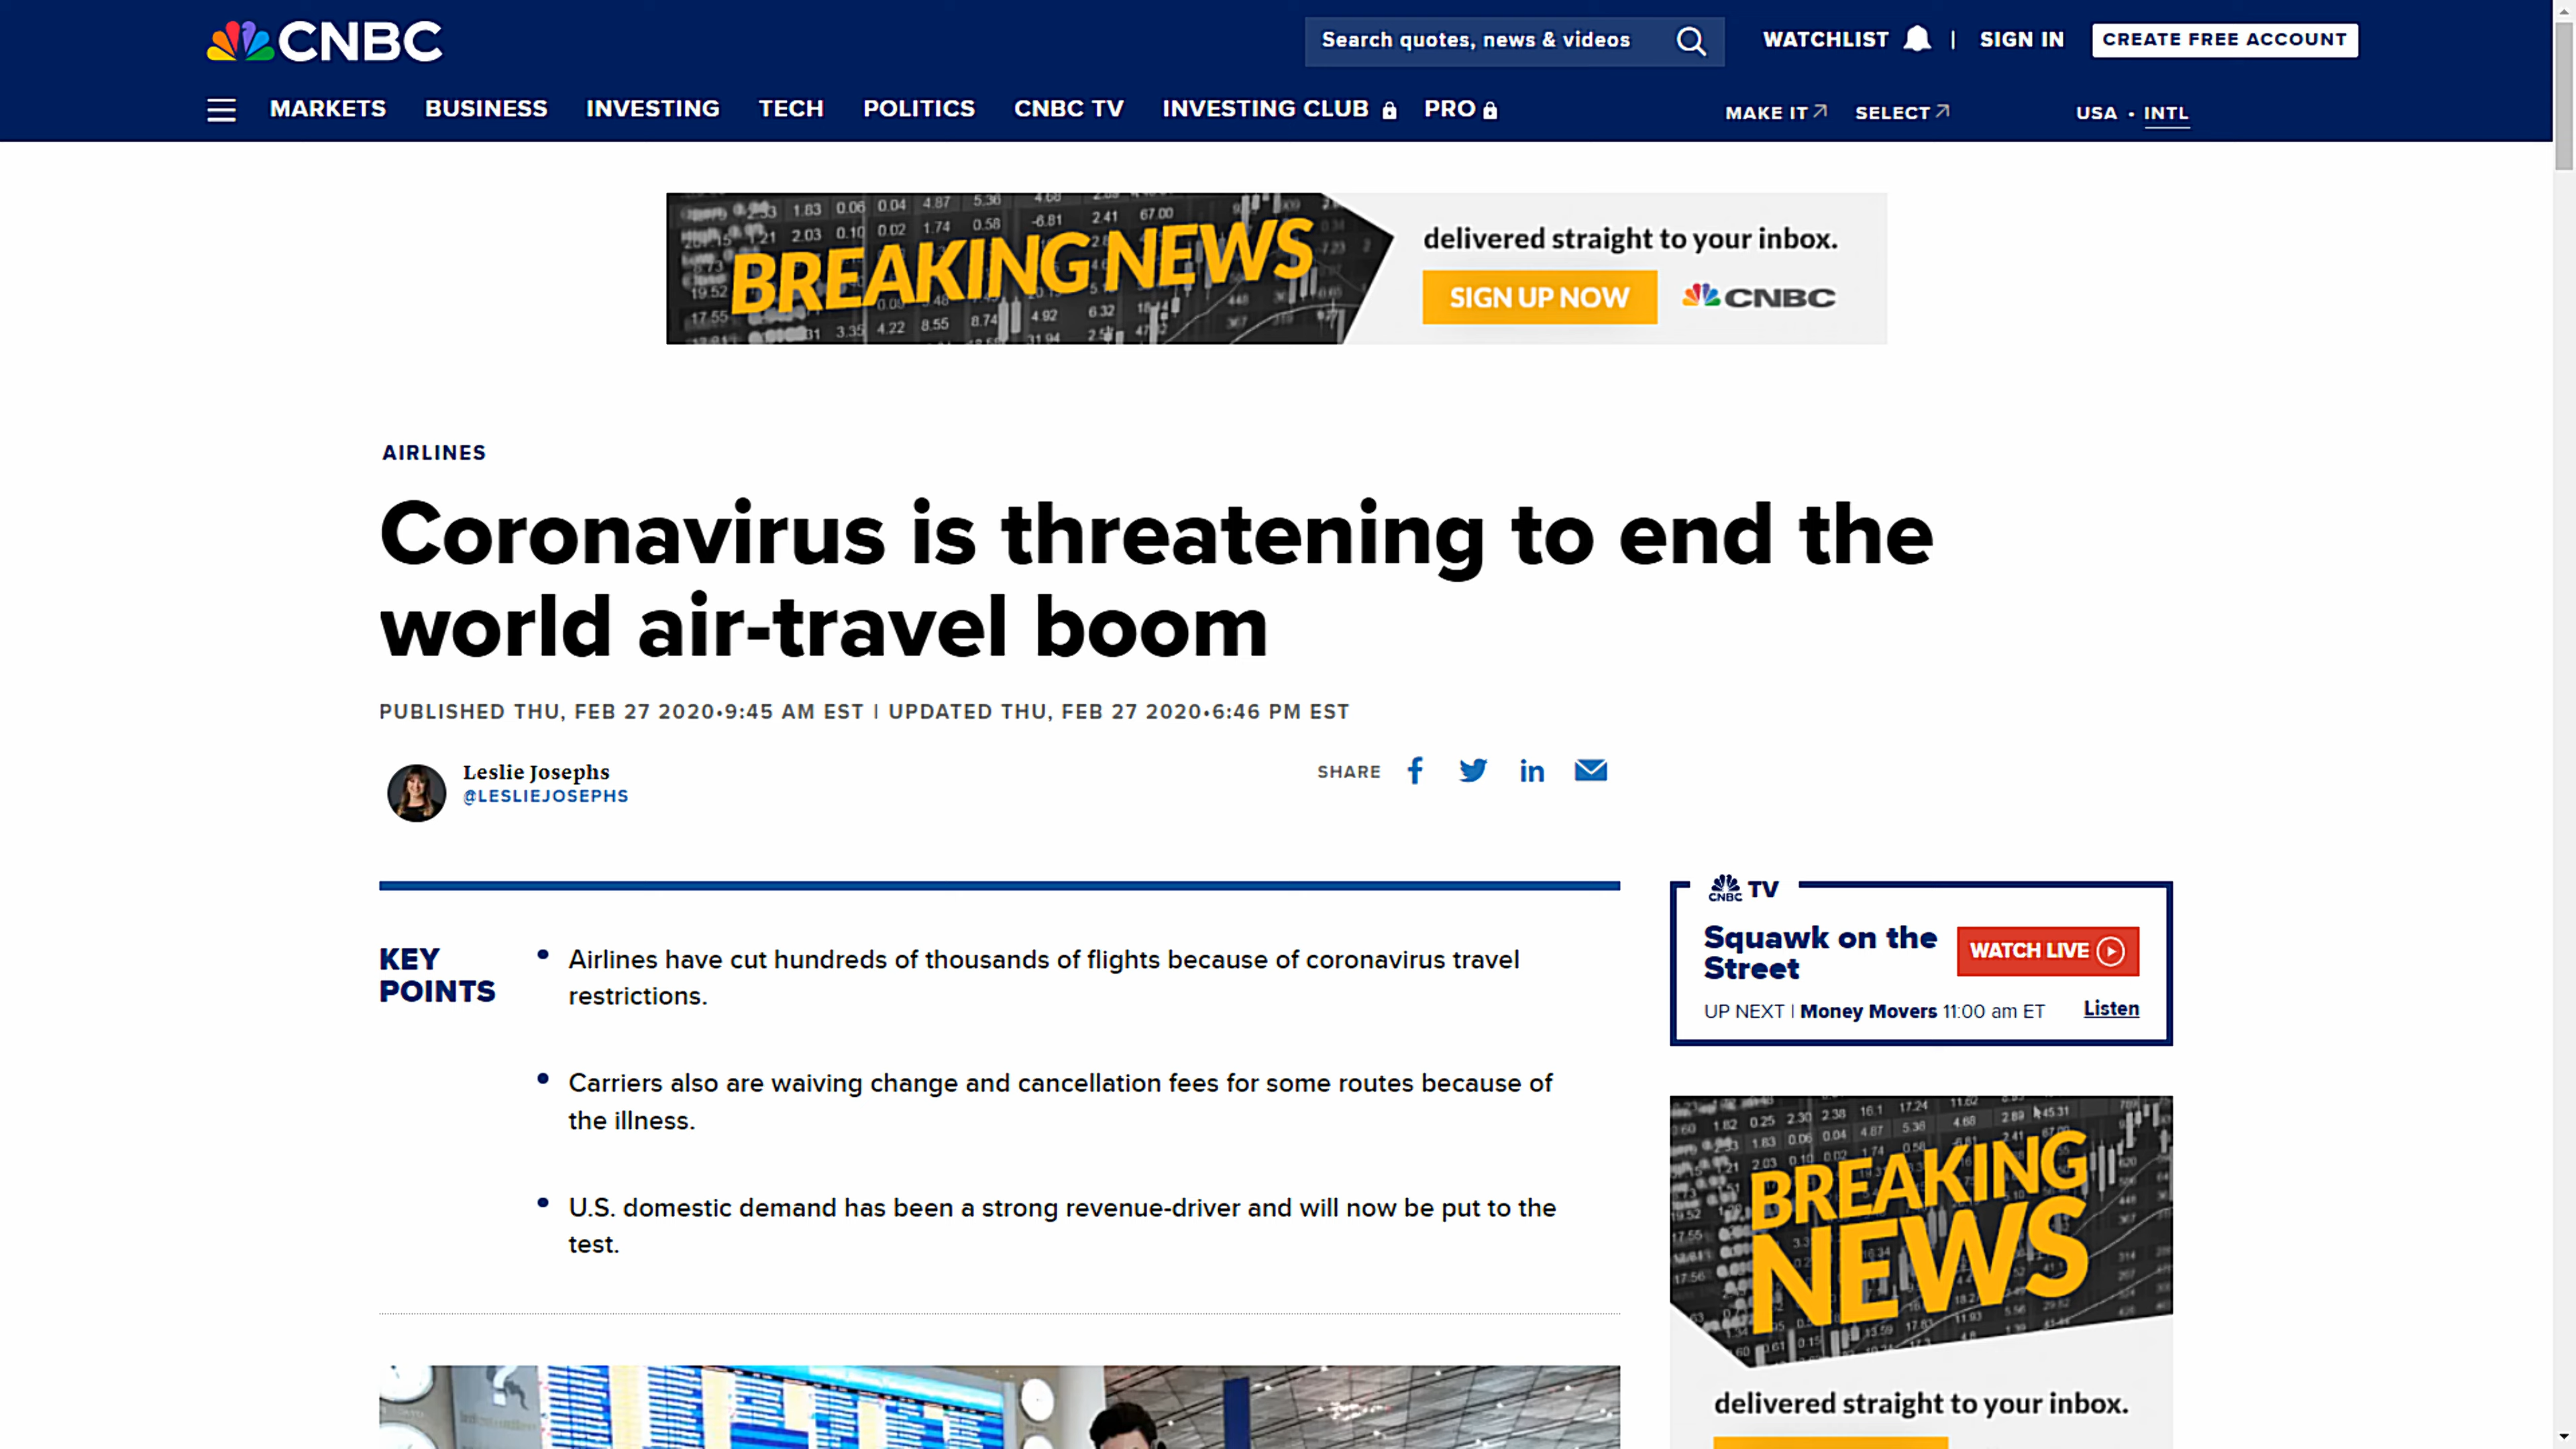 CNBC
Search quotes, news & videos
WATCHLIST | SIGN IN CREATE FREE ACCOUNT
MARKETS BUSINESS INVESTING TECH POLITICS CNBC TV INVESTING CLUB PRO
MAKE IT SELECT USA • INTL
BREAKING NEWS
delivered straight to your inbox.
SIGN UP NOW CNBC
AIRLINES
Coronavirus is threatening to end the
world air-travel boom
PUBLISHED THU, FEB 27 2020•9:45 AM EST | UPDATED THU, FEB 27 2020•6:46 PM EST
Leslie Josephs
@LESLIEJOSEPHS
SHARE
KEY
POINTS
• Airlines have cut hundreds of thousands of flights because of coronavirus travel
restrictions.
• Carriers also are waiving change and cancellation fees for some routes because of
the illness.
• U.S. domestic demand has been a strong revenue-driver and will now be put to the
test.
CNBC TV
Squawk on the
Street
WATCH LIVE
UP NEXT | Money Movers 11:00 am ET Listen
BREAKING
NEWS
delivered straight to your inbox.